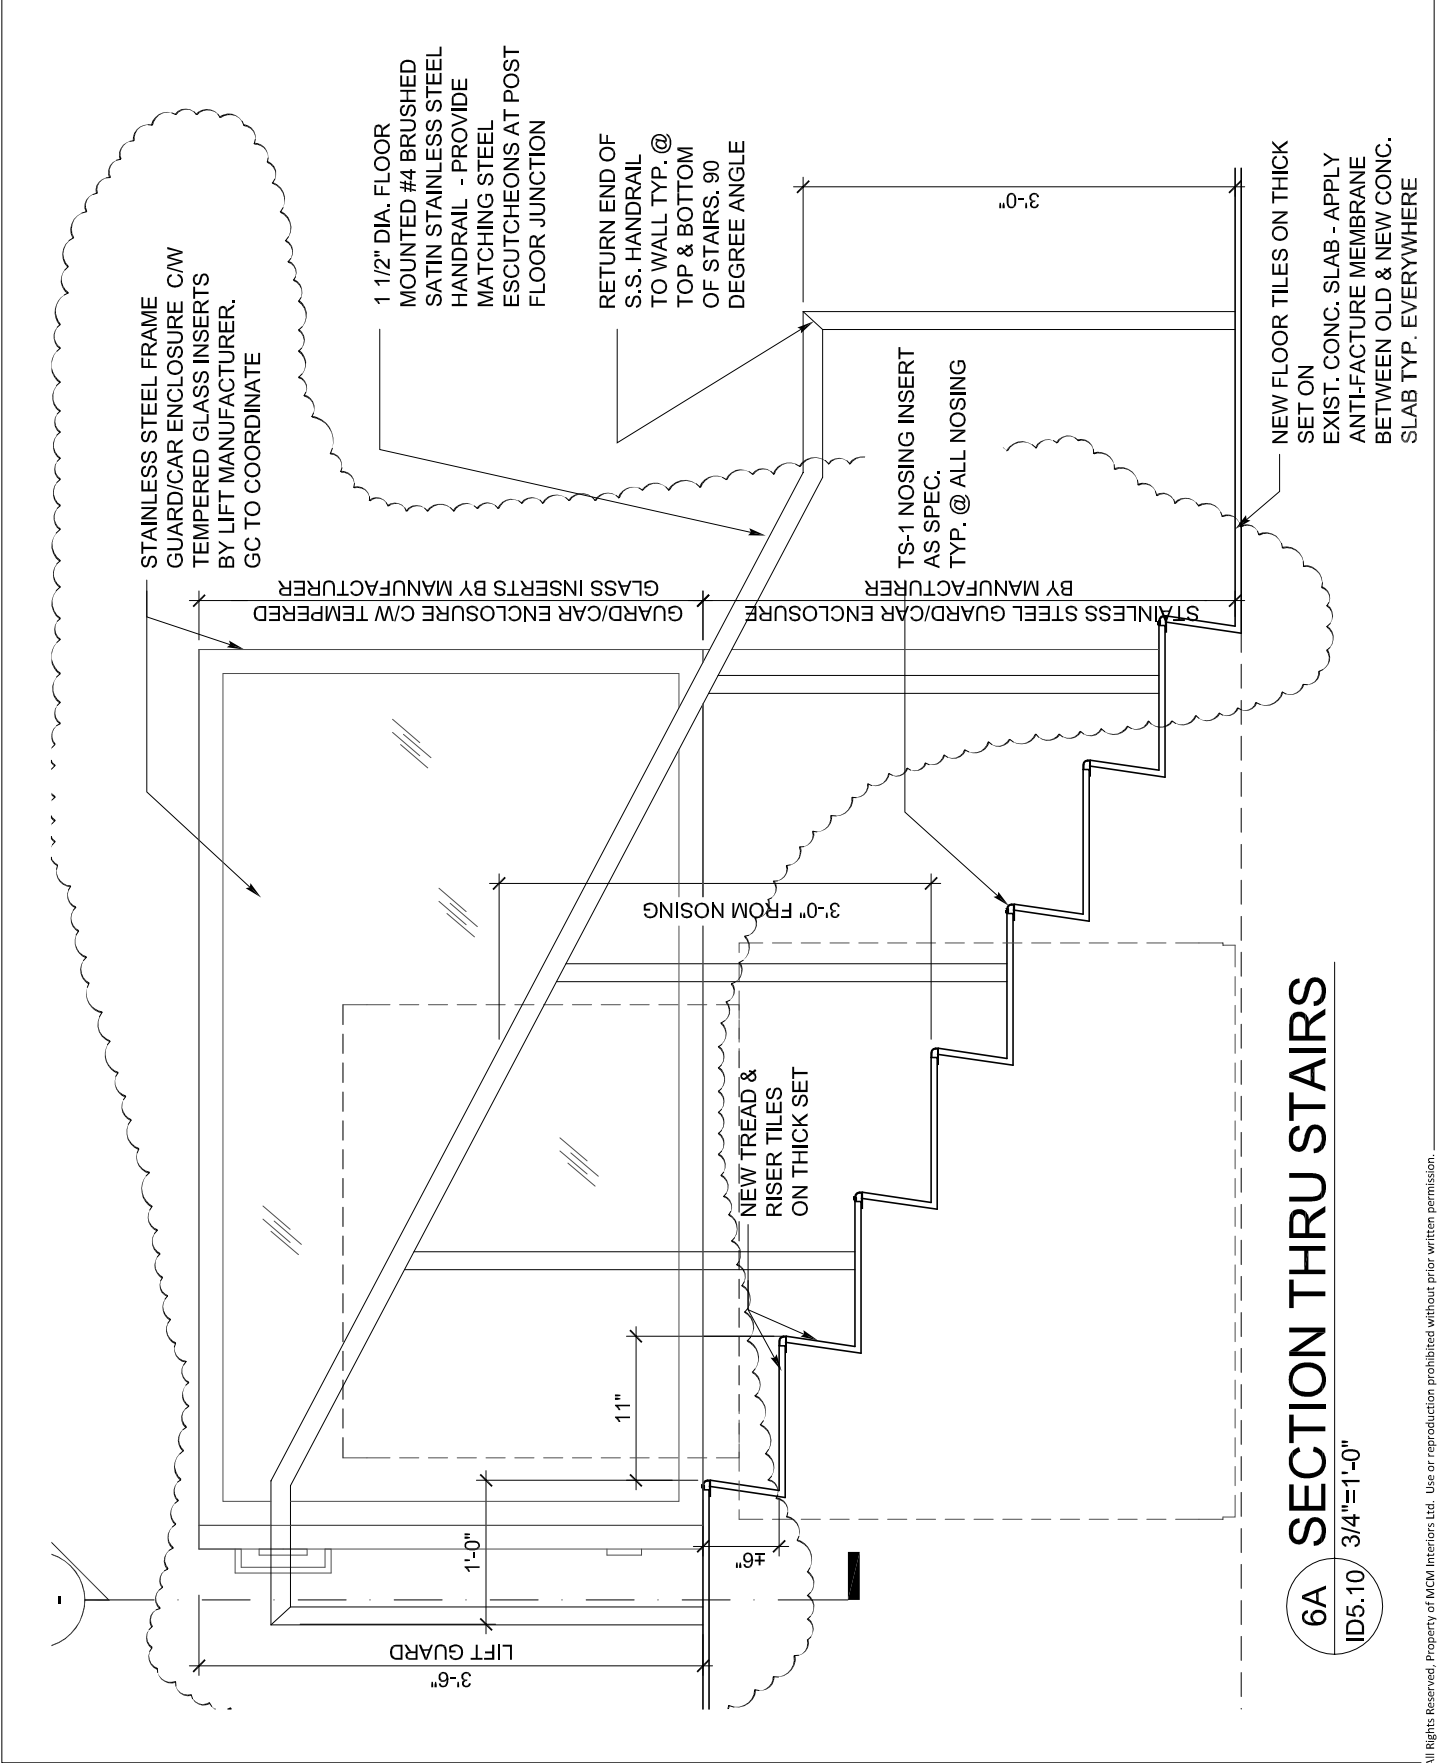 STAINLESS STEEL FRAME
GUARD/CAR ENCLOSURE C/W
TEMPERED GLASS INSERTS
BY LIFT MANUFACTURER.
GC TO COORDINATE
1 1/2" DIA. FLOOR
MOUNTED #4 BRUSHED
SATIN STAINLESS STEEL
HANDRAIL - PROVIDE
MATCHING STEEL
ESCUTCHEONS AT POST
FLOOR JUNCTION
RETURN END OF
S.S. HANDRAIL
TO WALL TYP. @
TOP & BOTTOM
OF STAIRS. 90
DEGREE ANGLE
GUARD/CAR ENCLOSURE C/W TEMPERED
GLASS INSERTS BY MANUFACTURER
STAINLESS STEEL GUARD/CAR ENCLOSURE
BY MANUFACTURER
TS-1 NOSING INSERT
AS SPEC.
TYP. @ ALL NOSING
3'-0"
3'-0" FROM NOSING
NEW TREAD &
RISER TILES
ON THICK SET
11"
1'-0"
±6"
3'-6"
LIFT GUARD
-
NEW FLOOR TILES ON THICK
SET ON
EXIST. CONC. SLAB - APPLY
ANTI-FACTURE MEMBRANE
BETWEEN OLD & NEW CONC.
SLAB TYP. EVERYWHERE
6A SECTION THRU STAIRS
ID5.10 3/4"=1'-0"
All Rights Reserved, Property of MCM Interiors Ltd. Use or reproduction prohibited without prior written permission.